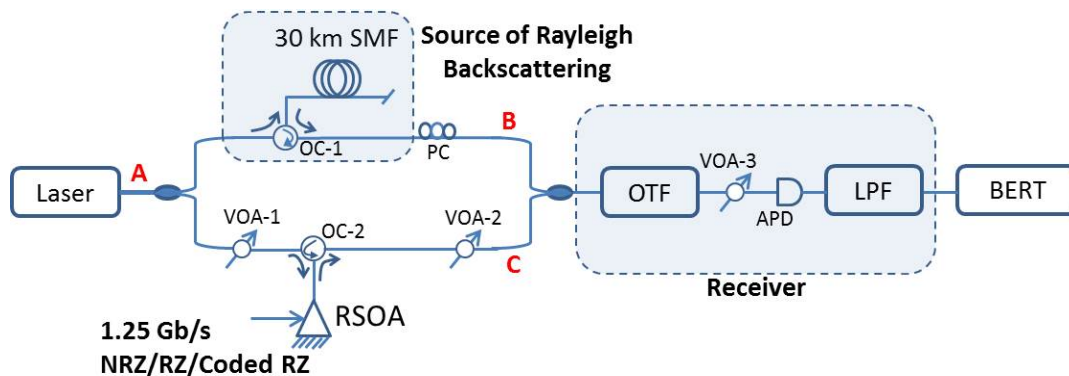 30 km SMF
Source of Rayleigh
Backscattering
OC-1
PC
B
A
Laser
VOA-1
OC-2
VOA-2
C
RSOA
1.25 Gb/s
NRZ/RZ/Coded RZ
OTF
VOA-3
APD
LPF
BERT
Receiver